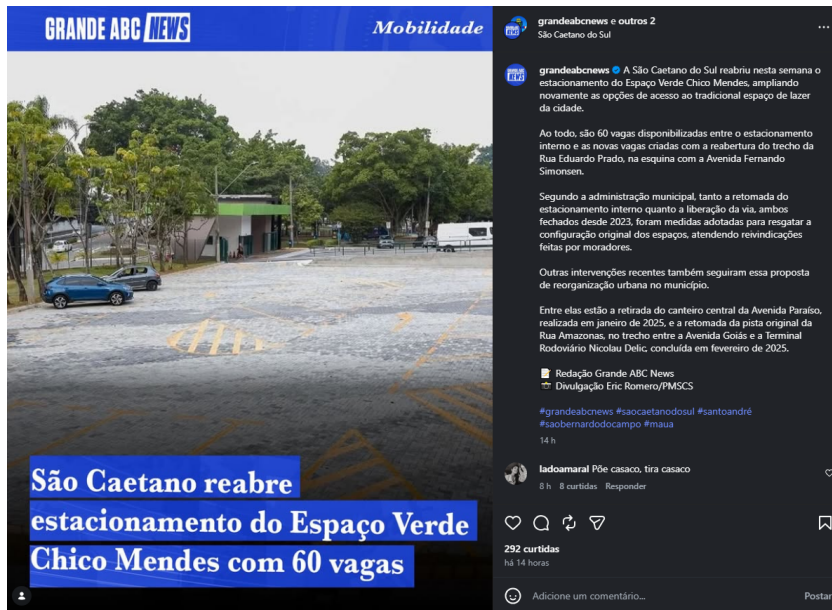 GRANDE ABC NEWS
Mobilidade
São Caetano reabre
estacionamento do Espaço Verde
Chico Mendes com 60 vagas
grandeabcnews e outros 2
São Caetano do Sul
grandeabcnews A São Caetano do Sul reabriu nesta semana o
estacionamento do Espaço Verde Chico Mendes, ampliando
novamente as opções de acesso ao tradicional espaço de lazer
da cidade.
Ao todo, são 60 vagas disponibilizadas entre o estacionamento
interno e as novas vagas criadas com a reabertura do trecho da
Rua Eduardo Prado, na esquina com a Avenida Fernando
Simonsen.
Segundo a administração municipal, tanto a retomada do
estacionamento interno quanto a liberação da via, ambos
fechados desde 2023, foram medidas adotadas para resgatar a
configuração original dos espaços, atendendo reivindicações
feitas por moradores.
Outras intervenções recentes também seguiram essa proposta
de reorganização urbana no município.
Entre elas estão a retirada do canteiro central da Avenida Paraíso,
realizada em janeiro de 2025, e a retomada da pista original da
Rua Amazonas, no trecho entre a Avenida Goiás e a Terminal
Rodoviário Nicolau Delic, concluída em fevereiro de 2025.
Redação Grande ABC News
Divulgação Eric Romero/PMSCS
#grandeabcnews #saocaetanodosul #santoandré
#saobernardodocampo #maua
14 h
ladoamaral Põe casaco, tira casaco
8 h 8 curtidas Responder
292 curtidas
há 14 horas
Adicione um comentário... Postar